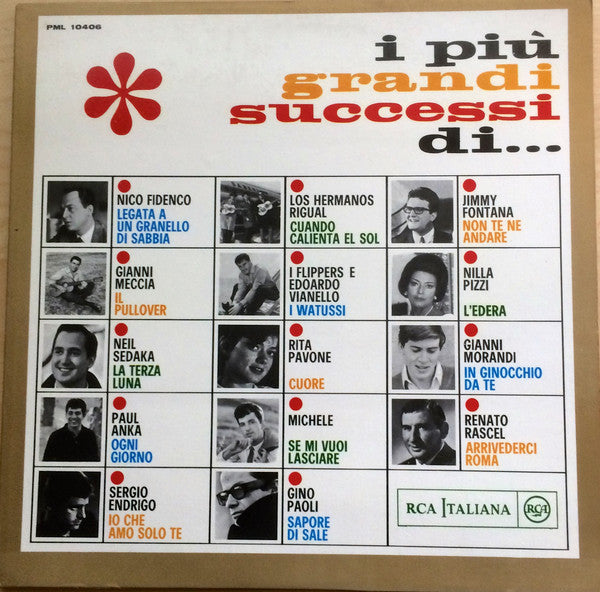 PML 10406
i più
grandi
successi
di...
NICO FIDENCO
LEGATA A
UN GRANELLO
DI SABBIA
LOS HERMANOS
RIGUAL
CUANDO
CALIENTA EL SOL
JIMMY
FONTANA
NON TE NE
ANDARE
GIANNI
MECCIA
IL
PULLOVER
I FLIPPERS E
EDOARDO
VIANELLO
I WATUSSI
NILLA
PIZZI
L'EDERA
NEIL
SEDAKA
LA TERZA
LUNA
RITA
PAVONE
CUORE
GIANNI
MORANDI
IN GINOCCHIO
DA TE
PAUL
ANKA
OGNI
GIORNO
MICHELE
SE MI VUOI
LASCIARE
RENATO
RASCEL
ARRIVEDERCI
ROMA
SERGIO
ENDRIGO
IO CHE
AMO SOLO TE
GINO
PAOLI
SAPORE
DI SALE
RCA ITALIANA
RCA